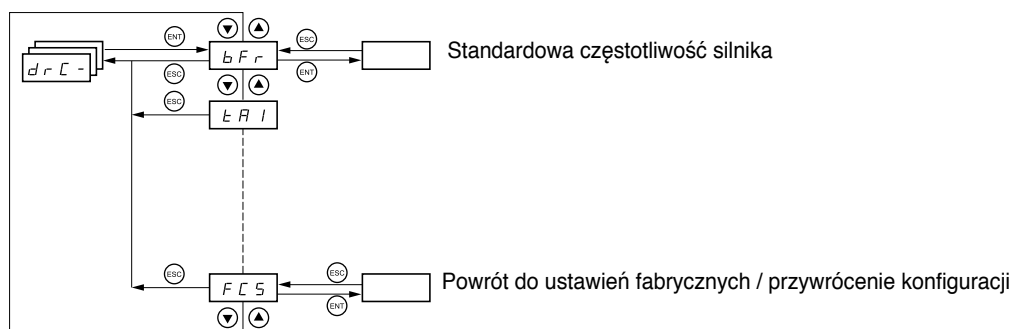 ENT
ESC
drC-
bFr
Standardowa częstotliwość silnika
ESC
ENT
ESC
tAI
ESC
ESC
FCS
Powrót do ustawień fabrycznych / przywrócenie konfiguracji
ENT